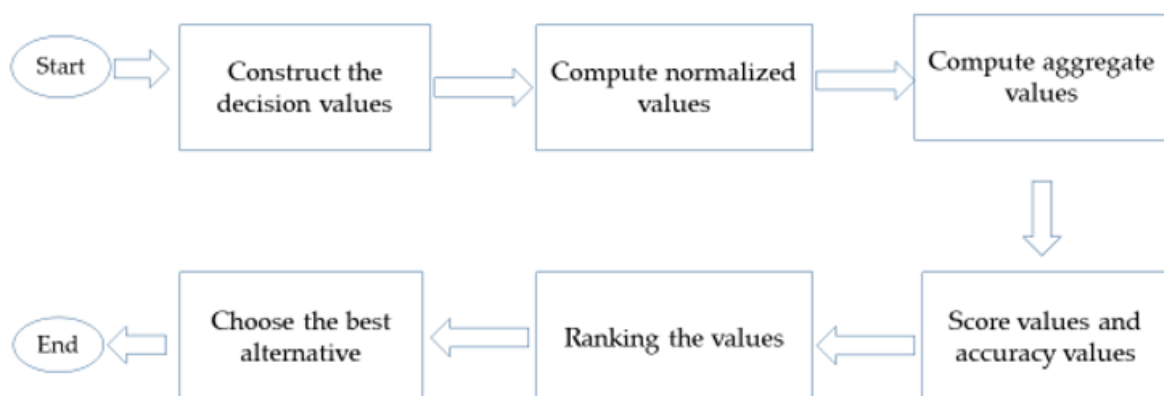 Start
Construct the
decision values
Compute normalized
values
Compute aggregate
values
Score values and
accuracy values
Ranking the values
Choose the best
alternative
End